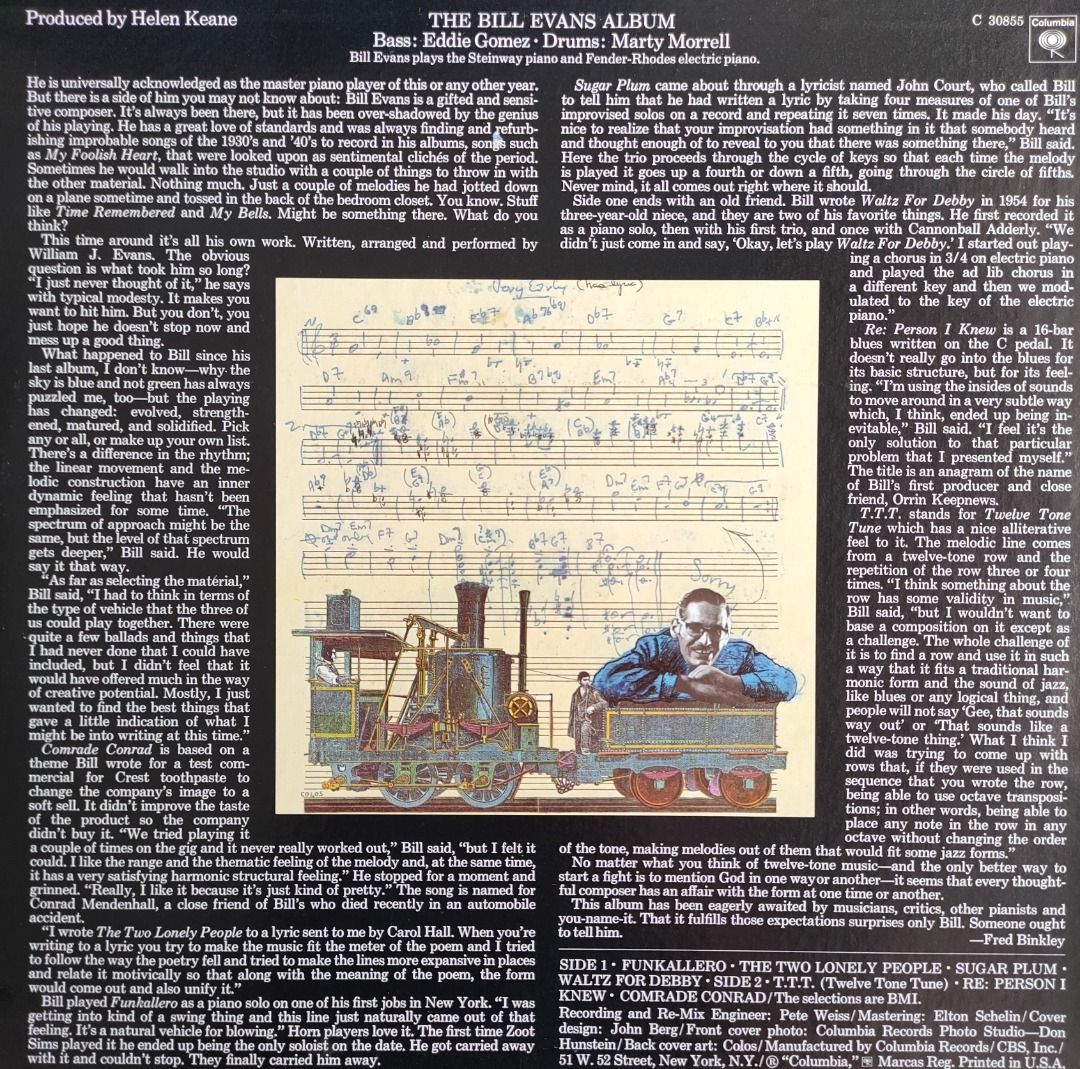 Produced by Helen Keane
THE BILL EVANS ALBUM
Bass: Eddie Gomez · Drums: Marty Morrell
Bill Evans plays the Steinway piano and Fender-Rhodes electric piano.
C 30855
Columbia
He is universally acknowledged as the master piano player of this or any other year.
But there is a side of him you may not know about: Bill Evans is a gifted and sensi-
tive composer. It's always been there, but it has been over-shadowed by the genius
of his playing. He has a great love of standards and was always finding and refurb-
ishing improbable songs of the 1930's and '40's to record in his albums, songs such
as My Foolish Heart, that were looked upon as sentimental clichés of the period.
Sometimes he would walk into the studio with a couple of things to throw in with
the other material. Nothing much. Just a couple of melodies he had jotted down
on a plane sometime and tossed in the back of the bedroom closet. You know. Stuff
like Time Remembered and My Bells. Might be something there. What do you
think?
This time around it's all his own work. Written, arranged and performed by
William J. Evans. The obvious
question is what took him so long?
"I just never thought of it," he says
with typical modesty. It makes you
want to hit him. But you don't, you
just hope he doesn't stop now and
mess up a good thing.
What happened to Bill since his
last album, I don't know—why the
sky is blue and not green has always
puzzled me, too—but the playing
has changed: evolved, strength-
ened, matured, and solidified. Pick
any or all, or make up your own list.
There's a difference in the rhythm;
the linear movement and the me-
lodic construction have an inner
dynamic feeling that hasn't been
emphasized for some time. "The
spectrum of approach might be the
same, but the level of that spectrum
gets deeper," Bill said. He would
say it that way.
"As far as selecting the material,"
Bill said, "I had to think in terms of
the type of vehicle that the three of
us could play together. There were
quite a few ballads and things that
I had never done that I could have
included, but I didn't feel that it
would have offered much in the way
of creative potential. Mostly, I just
wanted to find the best things that
gave a little indication of what I
might be into writing at this time."
Comrade Conrad is based on a
theme Bill wrote for a test com-
mercial for Crest toothpaste to
change the company's image to a
soft sell. It didn't improve the taste
of the product so the company
didn't buy it. "We tried playing it
a couple of times on the gig and it never really worked out," Bill said, "but I felt it
could. I like the range and the thematic feeling of the melody and, at the same time,
it has a very satisfying harmonic structural feeling." He stopped for a moment and
grinned. "Really, I like it because it's just kind of pretty." The song is named for
Conrad Mendenhall, a close friend of Bill's who died recently in an automobile
accident.
"I wrote The Two Lonely People to a lyric sent to me by Carol Hall. When you're
writing to a lyric you try to make the music fit the meter of the poem and I tried
to follow the way the poetry fell and tried to make the lines more expansive in places
and relate it motivically so that along with the meaning of the poem, the form
would come out and also unify it."
Bill played Funkallero as a piano solo on one of his first jobs in New York. "I was
getting into kind of a swing thing and this line just naturally came out of that
feeling. It's a natural vehicle for blowing." Horn players love it. The first time Zoot
Sims played it he ended up being the only soloist on the date. He got carried away
with it and couldn't stop. They finally carried him away.
Sugar Plum came about through a lyricist named John Court, who called Bill
to tell him that he had written a lyric by taking four measures of one of Bill's
improvised solos on a record and repeating it seven times. It made his day. "It's
nice to realize that your improvisation had something in it that somebody heard
and thought enough of to reveal to you that there was something there," Bill said.
Here the trio proceeds through the cycle of keys so that each time the melody
is played it goes up a fourth or down a fifth, going through the circle of fifths.
Never mind, it all comes out right where it should.
Side one ends with an old friend. Bill wrote Waltz For Debby in 1954 for his
three-year-old niece, and they are two of his favorite things. He first recorded it
as a piano solo, then with his first trio, and once with Cannonball Adderly. "We
didn't just come in and say, 'Okay, let's play Waltz For Debby.' I started out play-
ing a chorus in 3/4 on electric piano
and played the ad lib chorus in
a different key and then we mod-
ulated to the key of the electric
piano."
Re: Person I Knew is a 16-bar
blues written on the C pedal. It
doesn't really go into the blues for
its basic structure, but for its feel-
ing. "I'm using the insides of sounds
to move around in a very subtle way
which, I think, ended up being in-
evitable," Bill said. "I feel it's the
only solution to that particular
problem that I presented myself."
The title is an anagram of the name
of Bill's first producer and close
friend, Orrin Keepnews.
T.T.T. stands for Twelve Tone
Tune which has a nice alliterative
feel to it. The melodic line comes
from a twelve-tone row and the
repetition of the row three or four
times. "I think something about the
row has some validity in music,"
Bill said, "but I wouldn't want to
base a composition on it except as
a challenge. The whole challenge of
it is to find a row and use it in such
a way that it fits a traditional har-
monic form and the sound of jazz,
like blues or any logical thing, and
people will not say 'Gee, that sounds
way out' or 'That sounds like a
twelve-tone thing.' What I think I
did was trying to come up with
rows that, if they were used in the
sequence that you wrote the row,
being able to use octave transposi-
tions; in other words, being able to
place any note in the row in any
octave without changing the order
of the tone, making melodies out of them that would fit some jazz forms."
No matter what you think of twelve-tone music—and the only better way to
start a fight is to mention God in one way or another—it seems that every thought-
ful composer has an affair with the form at one time or another.
This album has been eagerly awaited by musicians, critics, other pianists and
you-name-it. That it fulfills those expectations surprises only Bill. Someone ought
to tell him.
—Fred Binkley
Very Early (has lyric)
Sorry
COLOS
SIDE 1 · FUNKALLERO · THE TWO LONELY PEOPLE · SUGAR PLUM ·
WALTZ FOR DEBBY · SIDE 2 · T.T.T. (Twelve Tone Tune) · RE: PERSON I
KNEW · COMRADE CONRAD/The selections are BMI.
Recording and Re-Mix Engineer: Pete Weiss/Mastering: Elton Schelin/Cover
design: John Berg/Front cover photo: Columbia Records Photo Studio—Don
Hunstein/Back cover art: Colos/Manufactured by Columbia Records/CBS, Inc./
51 W. 52 Street, New York, N.Y./® "Columbia," Marcas Reg. Printed in U.S.A.